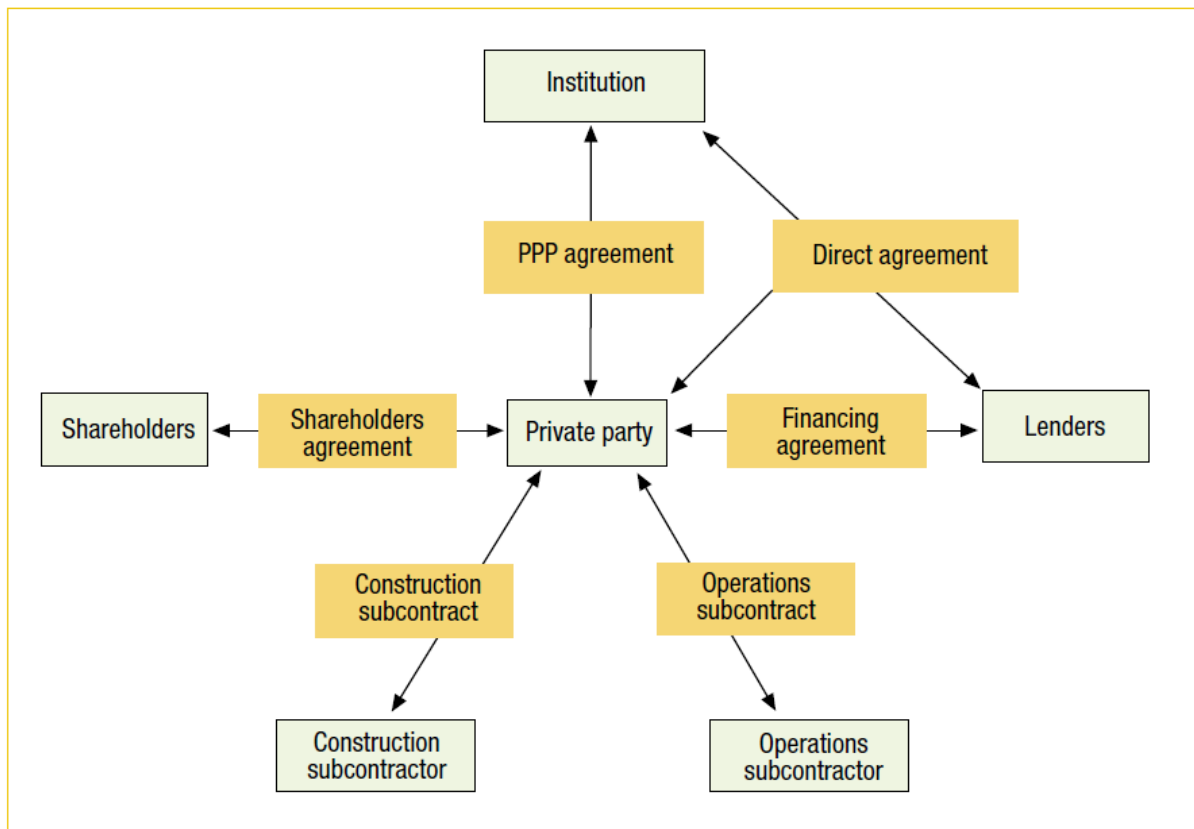 Institution
PPP agreement
Direct agreement
Shareholders
Shareholders
agreement
Private party
Financing
agreement
Lenders
Construction
subcontract
Operations
subcontract
Construction
subcontractor
Operations
subcontractor